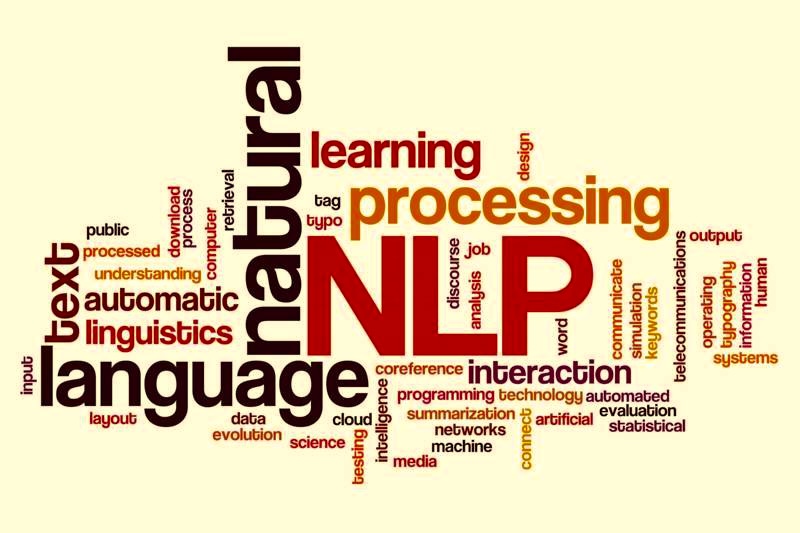 natural
learning
design
processing
tag
typo
retrieval
download
process
computer
public
processed
understanding
text
automatic
linguistics
NLP
discourse
job
analysis
word
communicate
simulation
keywords
telecommunications
output
operating
typography
information
human
systems
input
language
coreference
interaction
layout
data
evolution
science
cloud
testing
intelligence
programming
technology
automated
summarization
evaluation
networks
connect
artificial
statistical
machine
media